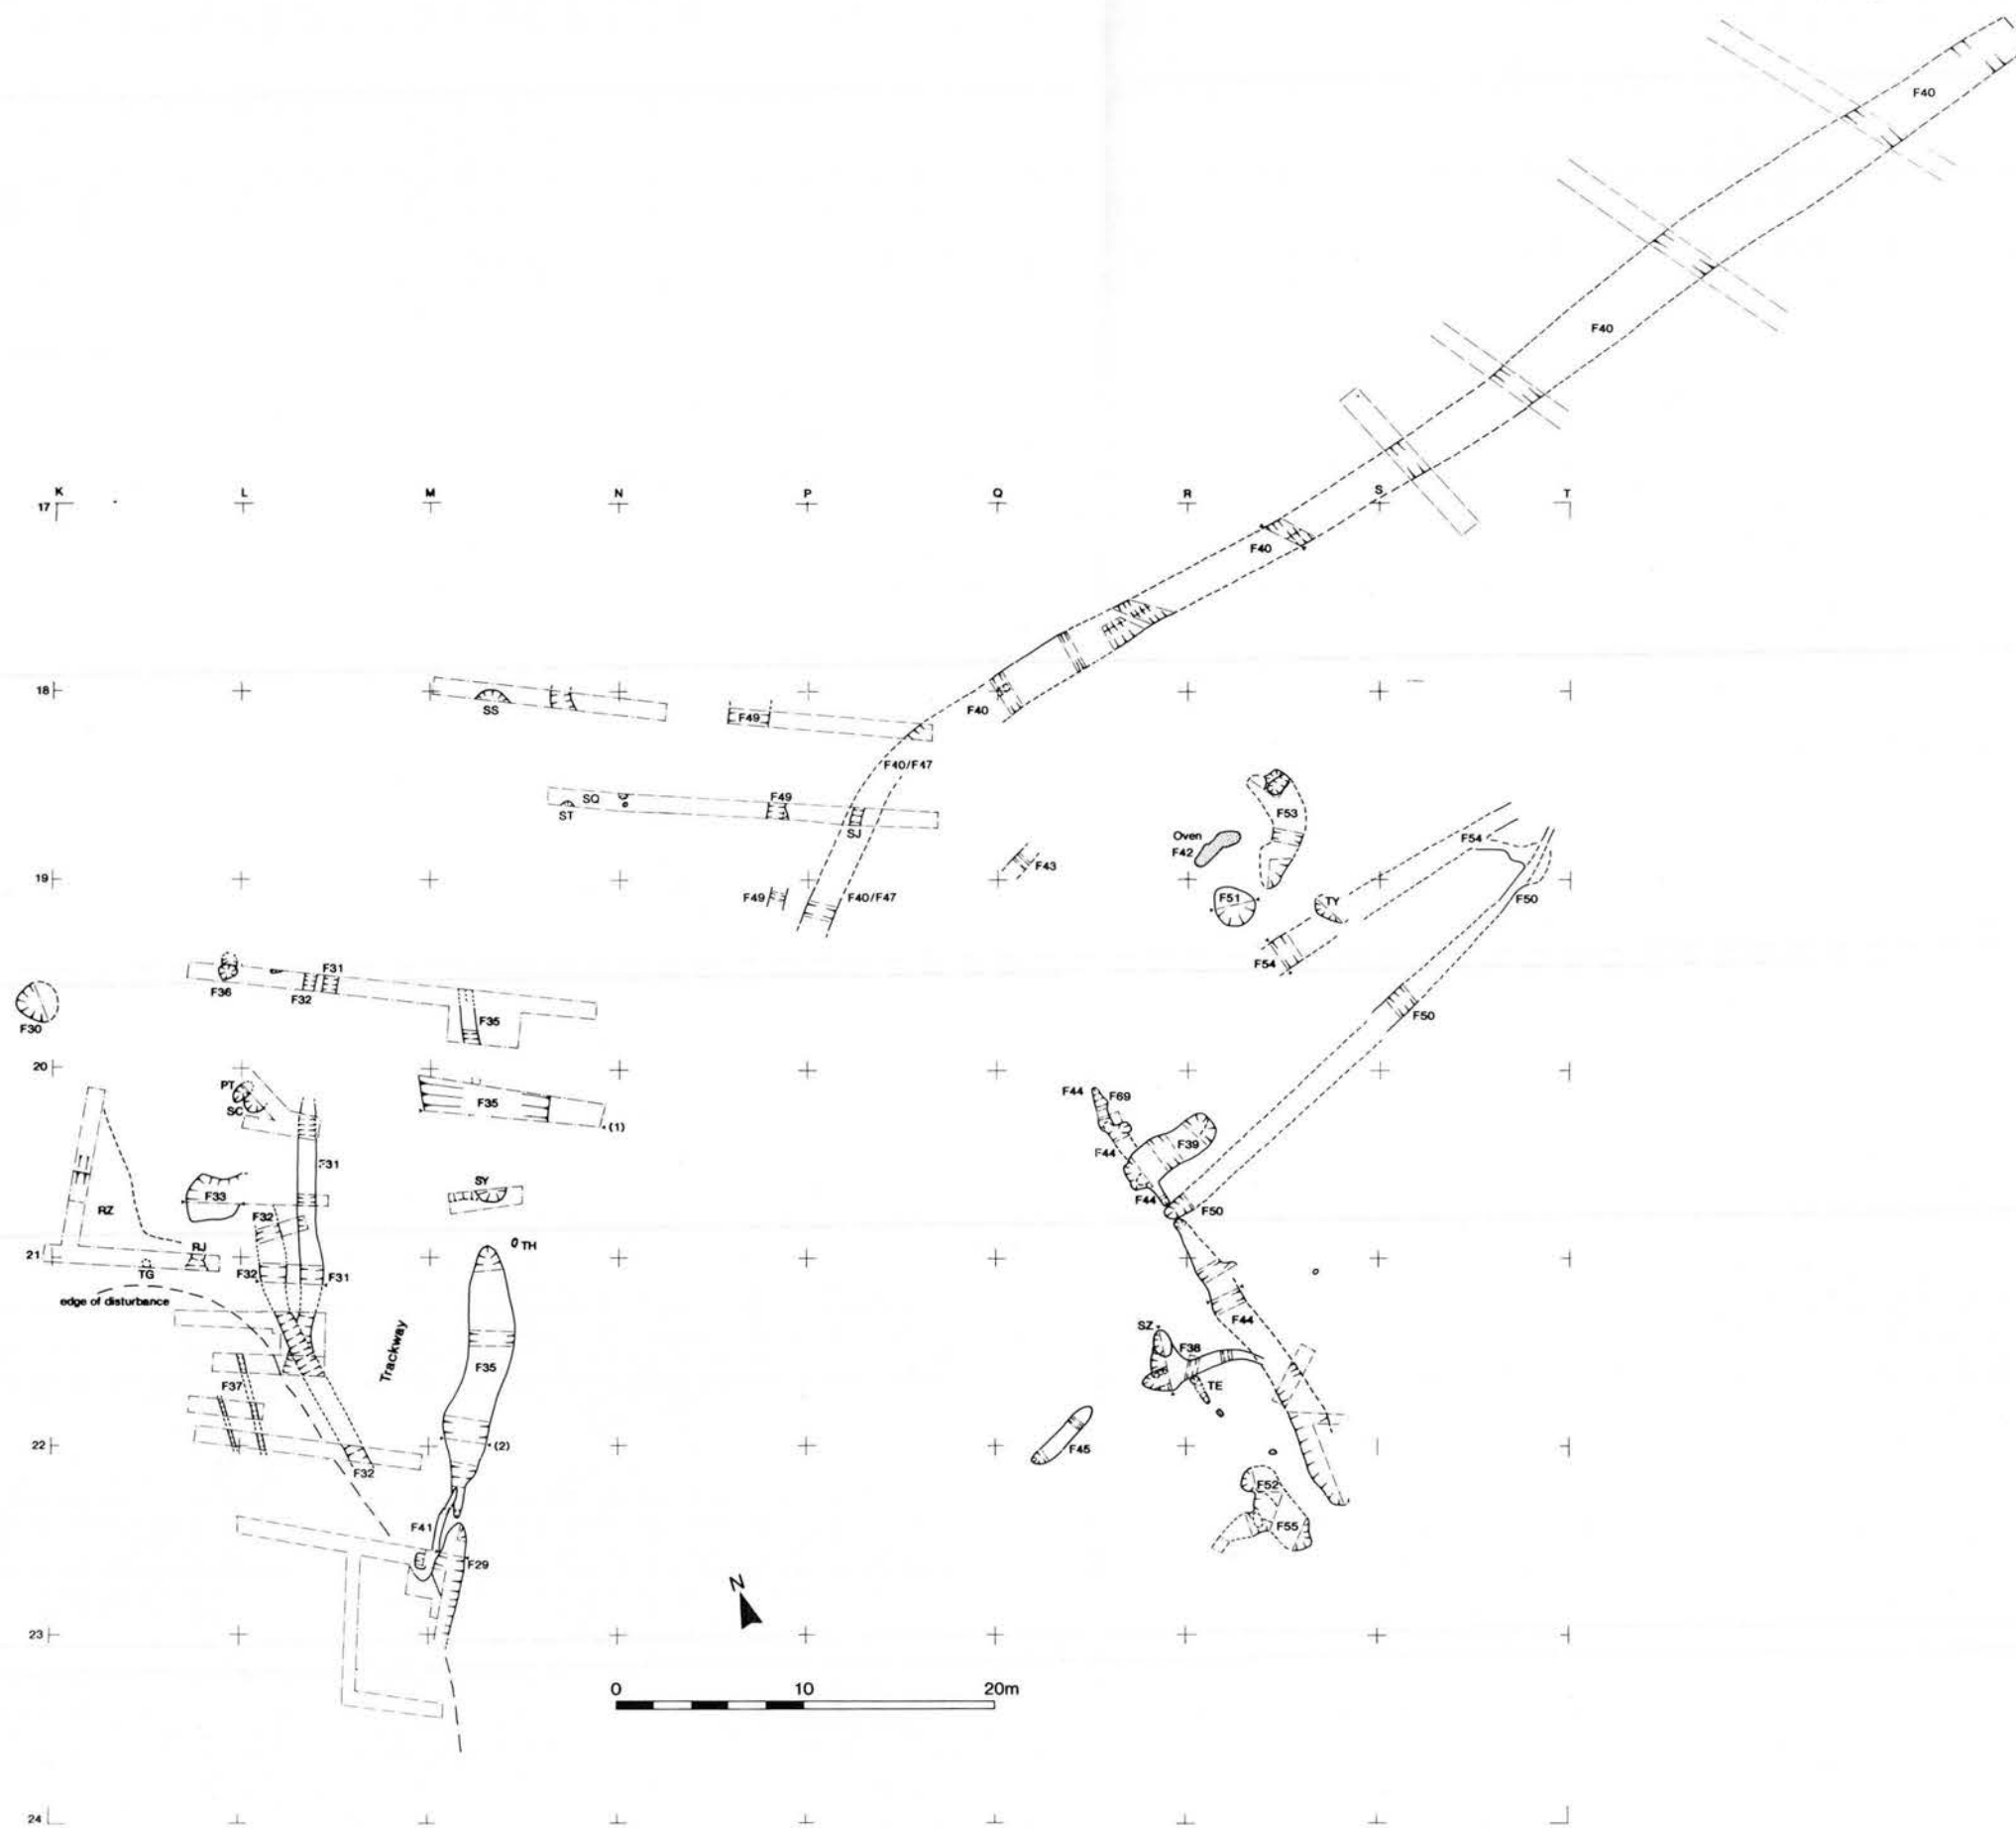 F40
F40
K L M N P Q R S T
17
F40
18
SS
F49
F40
F40/F47
SQ
F49
F53
ST
SJ
Oven
F42
F54
F43
19
F49
F40/F47
F51
TY
F50
F54
F31
F36
F32
F30
F35
F50
20
PT
SC
F35
(1)
F44
F69
F31
F39
F44
SY
F33
F44
RZ
F32
F50
TH
RJ
21
TG
F32
F31
edge of disturbance
F44
SZ
Trackway
F38
F35
F37
TE
22
(2)
F45
F32
F52
F41
F55
F29
N
23
0 10 20m
24